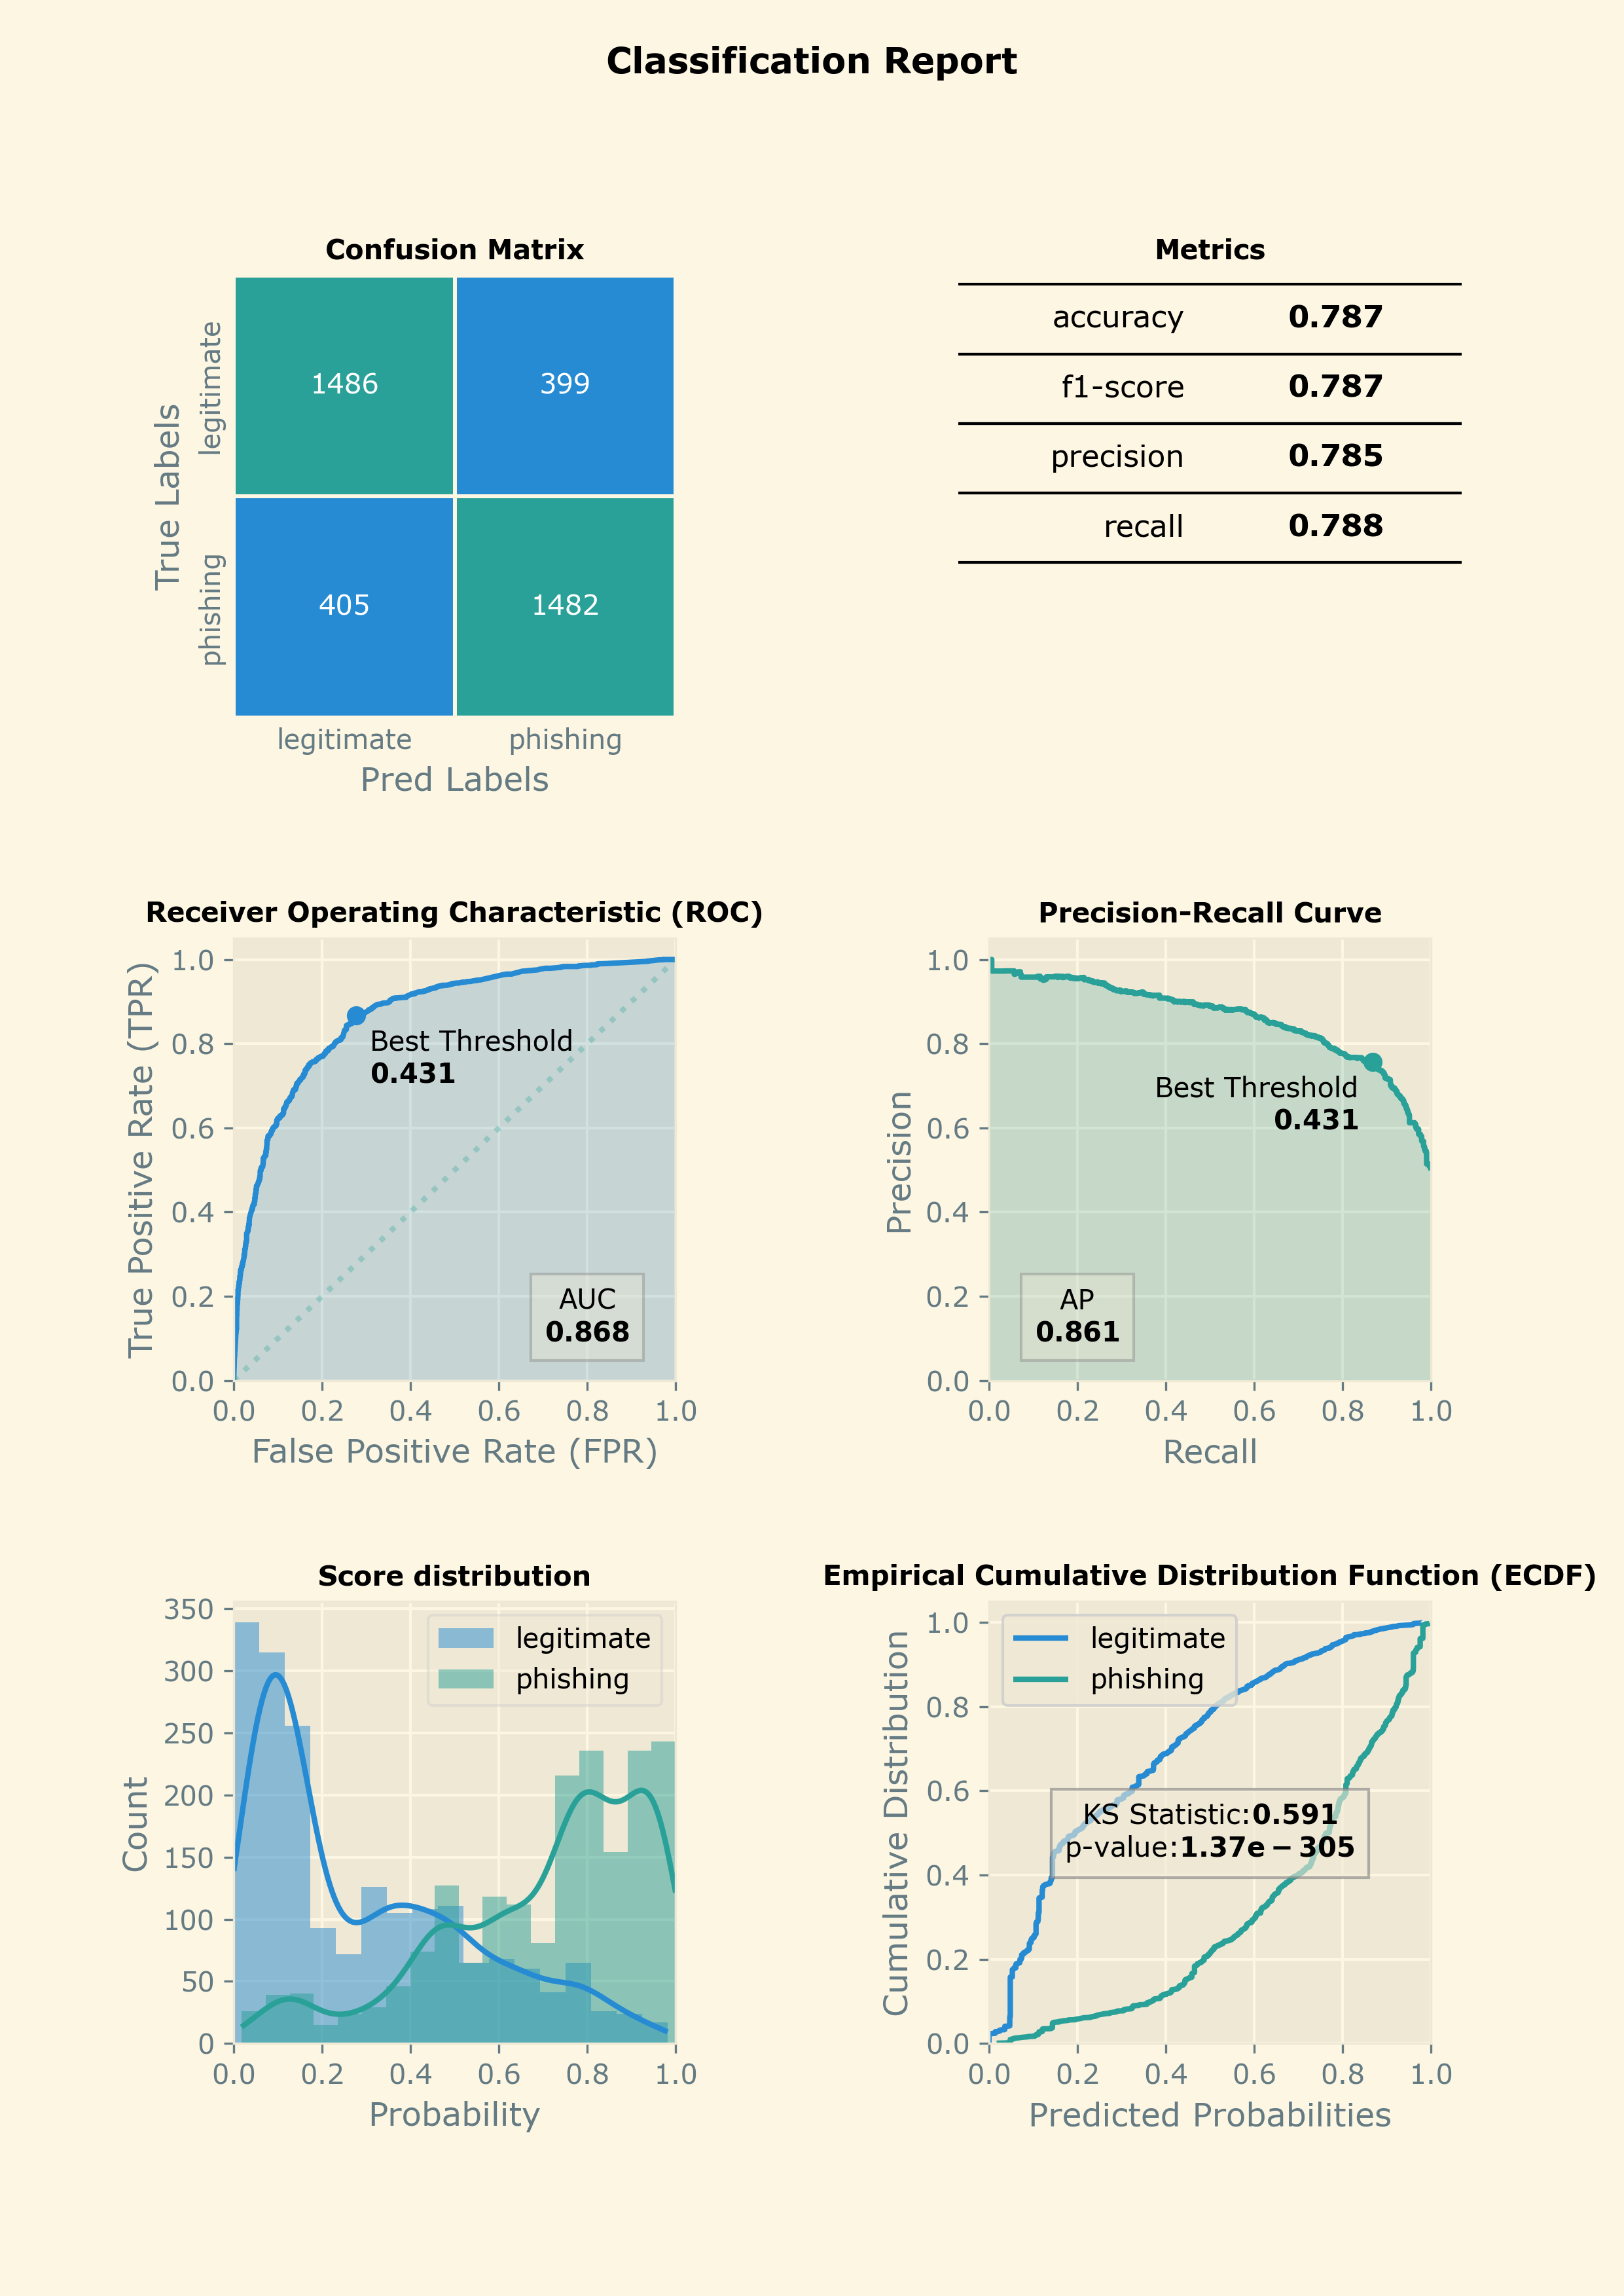 Classification Report
Confusion Matrix
True Labels
legitimate
phishing
1486
399
405
1482
legitimate
phishing
Pred Labels
Metrics
accuracy 0.787
f1-score 0.787
precision 0.785
recall 0.788
Receiver Operating Characteristic (ROC)
True Positive Rate (TPR)
1.0
0.8
0.6
0.4
0.2
0.0
Best Threshold
0.431
AUC
0.868
0.0 0.2 0.4 0.6 0.8 1.0
False Positive Rate (FPR)
Precision-Recall Curve
Precision
1.0
0.8
0.6
0.4
0.2
0.0
Best Threshold
0.431
AP
0.861
0.0 0.2 0.4 0.6 0.8 1.0
Recall
Score distribution
Count
350
300
250
200
150
100
50
0
legitimate
phishing
0.0 0.2 0.4 0.6 0.8 1.0
Probability
Empirical Cumulative Distribution Function (ECDF)
Cumulative Distribution
1.0
0.8
0.6
0.4
0.2
0.0
legitimate
phishing
KS Statistic:0.591
p-value:1.37e − 305
0.0 0.2 0.4 0.6 0.8 1.0
Predicted Probabilities